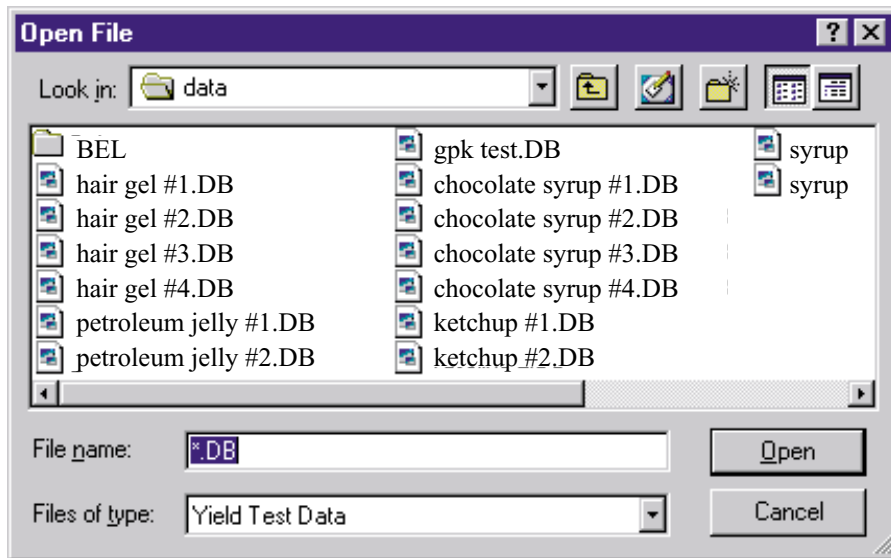 Open File
Look in: data
BEL
hair gel #1.DB
hair gel #2.DB
hair gel #3.DB
hair gel #4.DB
petroleum jelly #1.DB
petroleum jelly #2.DB
gpk test.DB
chocolate syrup #1.DB
chocolate syrup #2.DB
chocolate syrup #3.DB
chocolate syrup #4.DB
ketchup #1.DB
ketchup #2.DB
syrup
syrup
File name: *.DB
Open
Files of type: Yield Test Data
Cancel